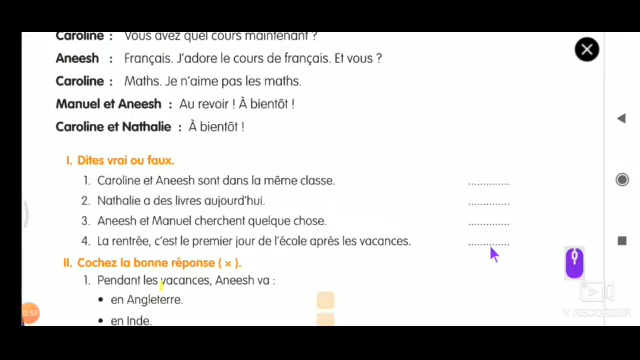 Caroline : Vous avez quel cours maintenant ?
Aneesh : Français. J'adore le cours de français. Et vous ?
Caroline : Maths. Je n'aime pas les maths.
Manuel et Aneesh : Au revoir ! À bientôt !
Caroline et Nathalie : À bientôt !
I. Dites vrai ou faux.
1. Caroline et Aneesh sont dans la même classe. ..............
2. Nathalie a des livres aujourd'hui. ..............
3. Aneesh et Manuel cherchent quelque chose. ..............
4. La rentrée, c'est le premier jour de l'école après les vacances. ..............
II. Cochez la bonne réponse ( × ).
1. Pendant les vacances, Aneesh va :
• en Angleterre.
• en Inde.